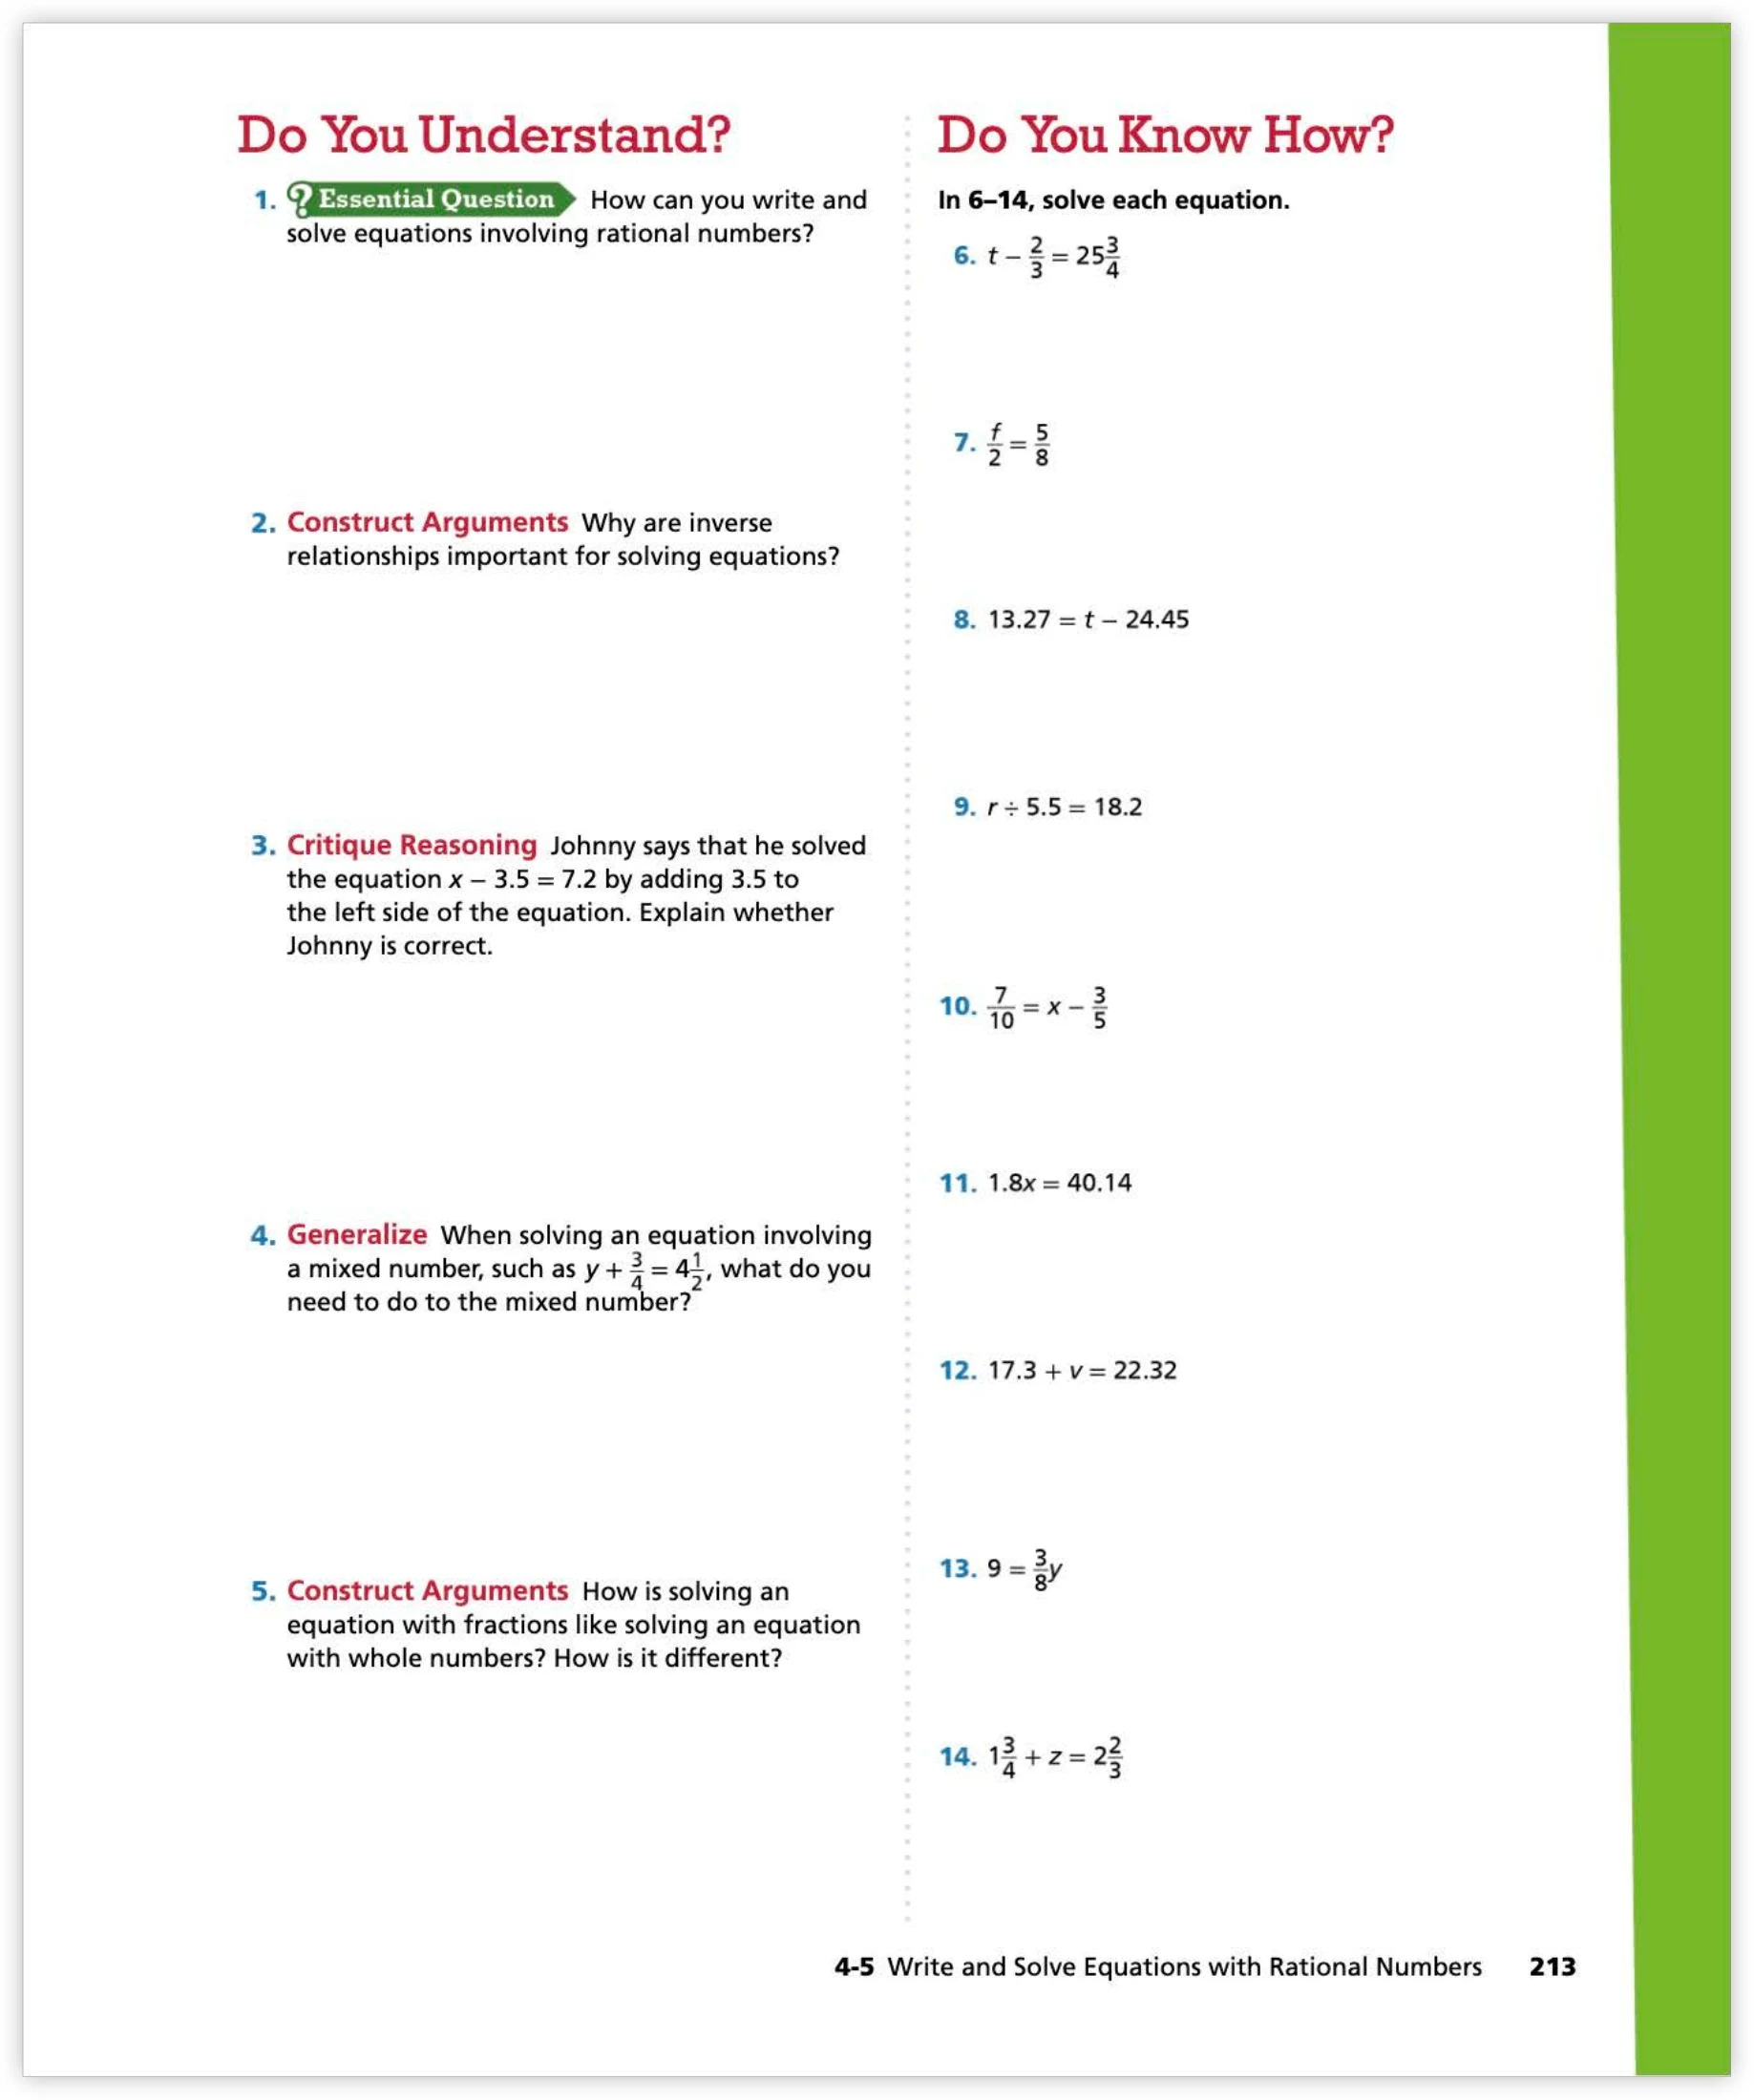 Do You Understand?
1. ? Essential Question How can you write and
solve equations involving rational numbers?
2. Construct Arguments Why are inverse
relationships important for solving equations?
3. Critique Reasoning Johnny says that he solved
the equation x − 3.5 = 7.2 by adding 3.5 to
the left side of the equation. Explain whether
Johnny is correct.
4. Generalize When solving an equation involving
a mixed number, such as y + 3/4 = 4 1/2, what do you
need to do to the mixed number?
5. Construct Arguments How is solving an
equation with fractions like solving an equation
with whole numbers? How is it different?
Do You Know How?
In 6–14, solve each equation.
6. t − 2/3 = 25 3/4
7. f/2 = 5/8
8. 13.27 = t − 24.45
9. r ÷ 5.5 = 18.2
10. 7/10 = x − 3/5
11. 1.8x = 40.14
12. 17.3 + v = 22.32
13. 9 = 3/8 y
14. 1 3/4 + z = 2 2/3
4-5 Write and Solve Equations with Rational Numbers 213